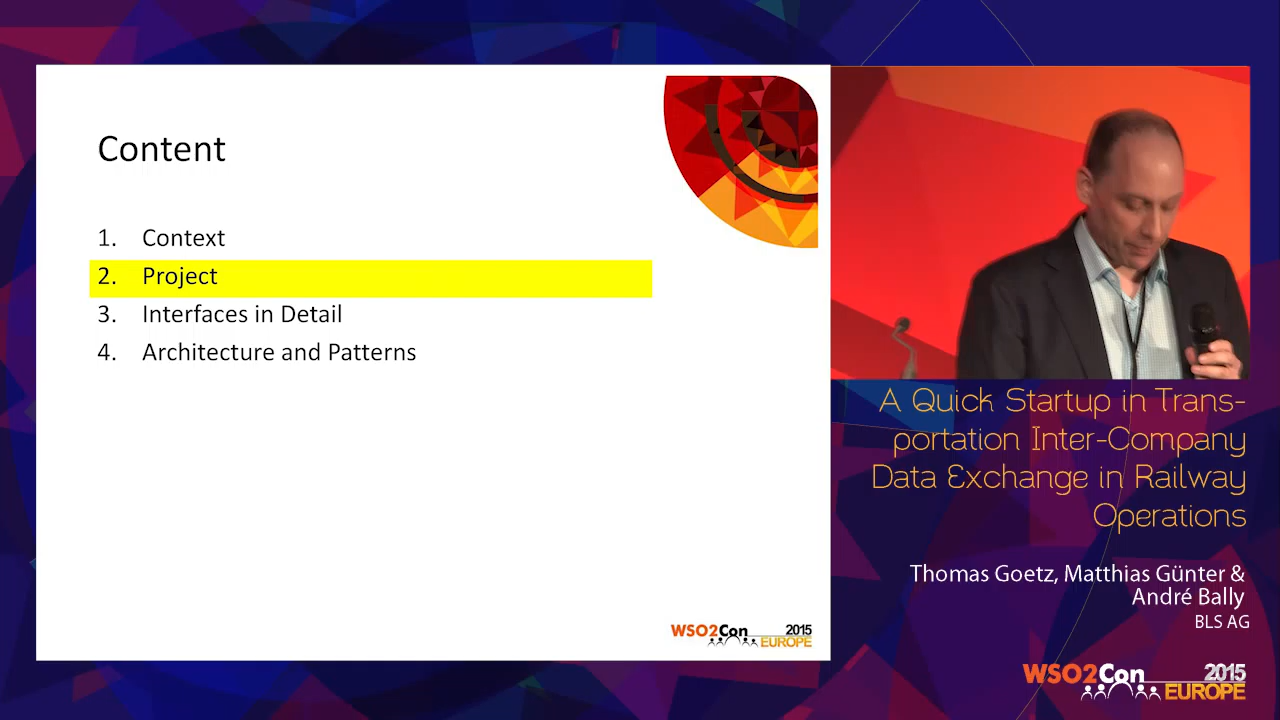 Content
1. Context
2. Project
3. Interfaces in Detail
4. Architecture and Patterns
WSO2Con 2015
EUROPE
A Quick Startup in Trans-
portation Inter-Company
Data Exchange in Railway
Operations
Thomas Goetz, Matthias Günter &
André Bally
BLS AG
WSO2Con 2015
EUROPE